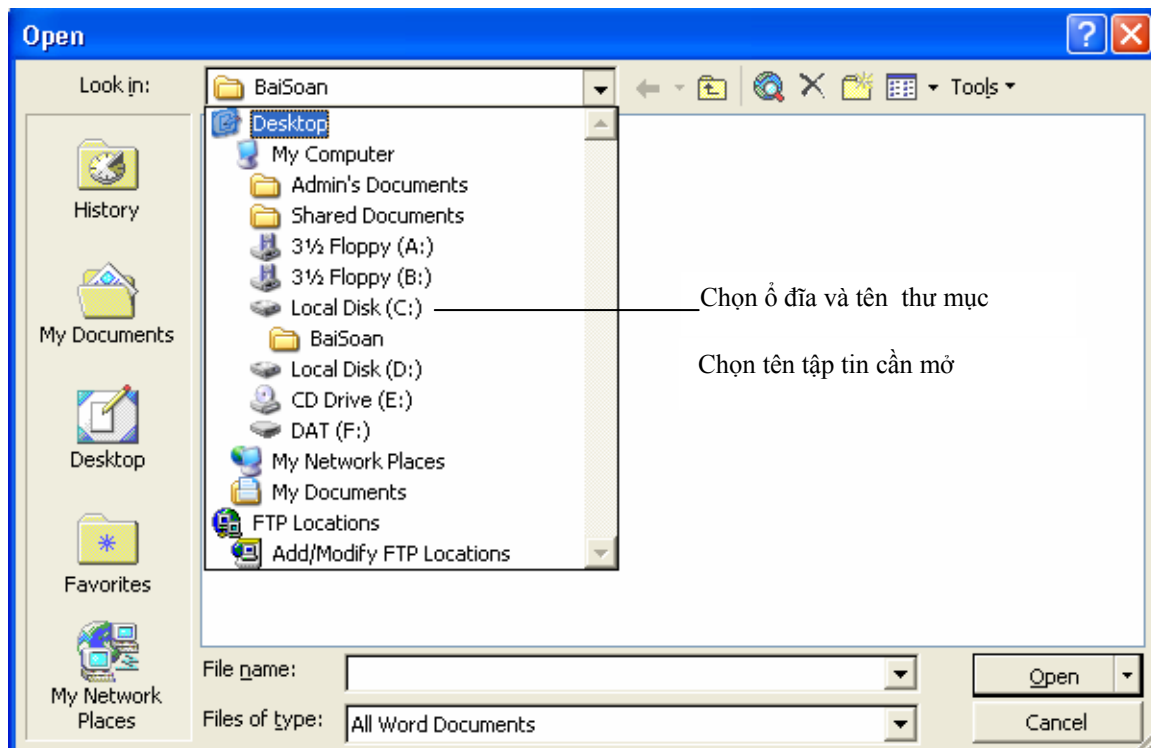 Open
Look in:
BaiSoan
Tools
Desktop
My Computer
Admin's Documents
Shared Documents
3½ Floppy (A:)
3½ Floppy (B:)
Local Disk (C:)
BaiSoan
Local Disk (D:)
CD Drive (E:)
DAT (F:)
My Network Places
My Documents
FTP Locations
Add/Modify FTP Locations
History
My Documents
Desktop
Favorites
My Network
Places
Chọn ổ đĩa và tên thư mục
Chọn tên tập tin cần mở
File name:
Open
Files of type:
All Word Documents
Cancel